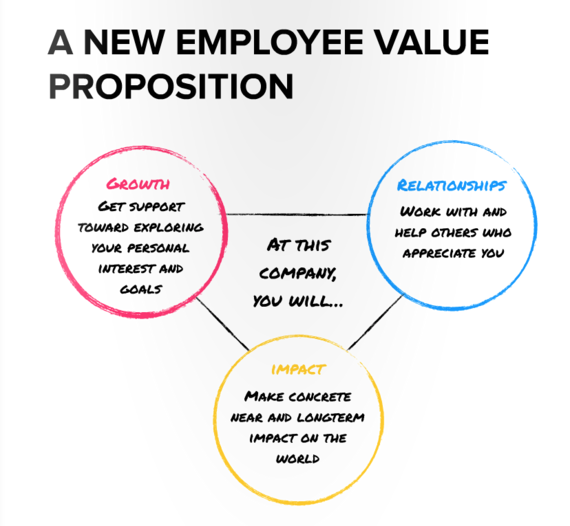 A NEW EMPLOYEE VALUE
PROPOSITION
GROWTH
GET SUPPORT
TOWARD EXPLORING
YOUR PERSONAL
INTEREST AND
GOALS
RELATIONSHIPS
WORK WITH AND
HELP OTHERS WHO
APPRECIATE YOU
AT THIS
COMPANY,
YOU WILL...
IMPACT
MAKE CONCRETE
NEAR AND LONGTERM
IMPACT ON THE
WORLD